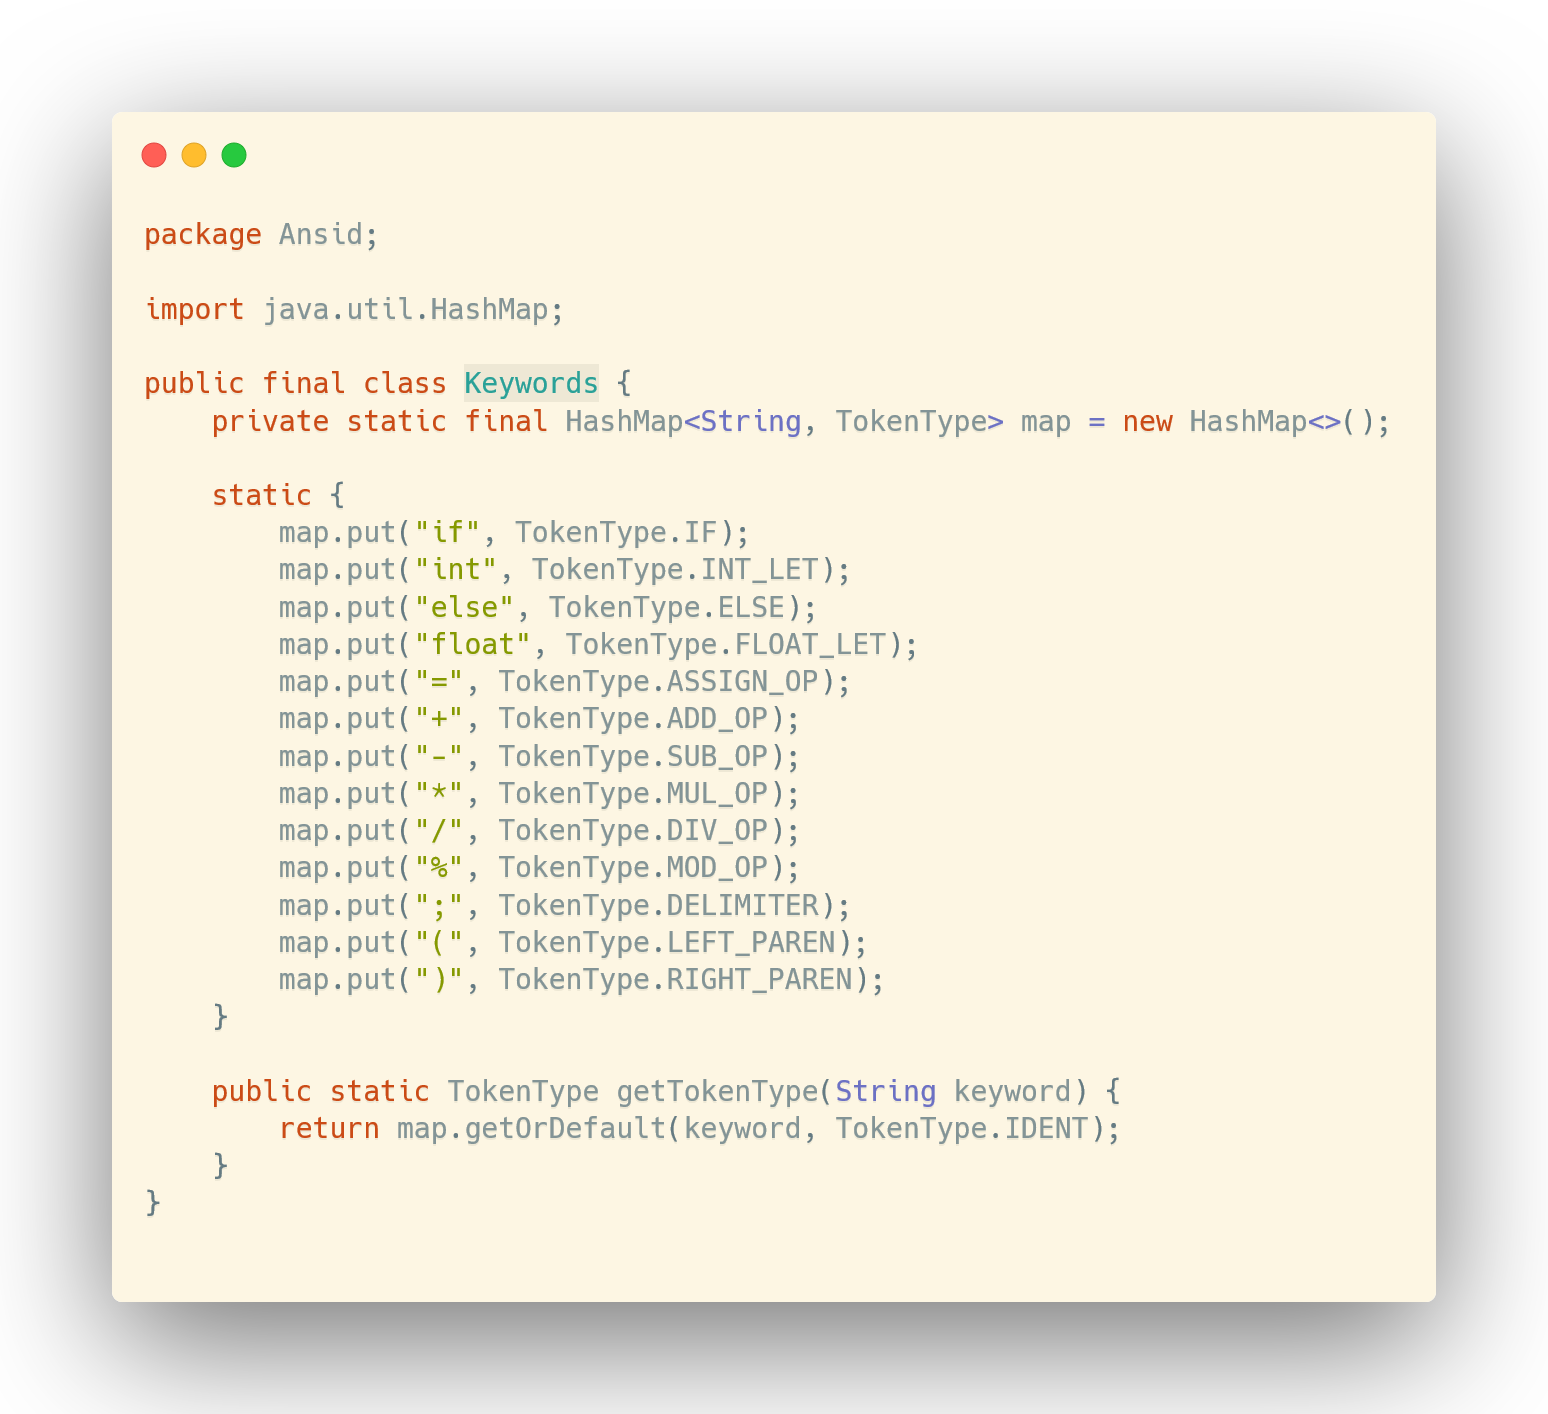 package Ansid;

import java.util.HashMap;

public final class Keywords {
    private static final HashMap<String, TokenType> map = new HashMap<>();

    static {
        map.put("if", TokenType.IF);
        map.put("int", TokenType.INT_LET);
        map.put("else", TokenType.ELSE);
        map.put("float", TokenType.FLOAT_LET);
        map.put("=", TokenType.ASSIGN_OP);
        map.put("+", TokenType.ADD_OP);
        map.put("-", TokenType.SUB_OP);
        map.put("*", TokenType.MUL_OP);
        map.put("/", TokenType.DIV_OP);
        map.put("%", TokenType.MOD_OP);
        map.put(";", TokenType.DELIMITER);
        map.put("(", TokenType.LEFT_PAREN);
        map.put(")", TokenType.RIGHT_PAREN);
    }

    public static TokenType getTokenType(String keyword) {
        return map.getOrDefault(keyword, TokenType.IDENT);
    }
}